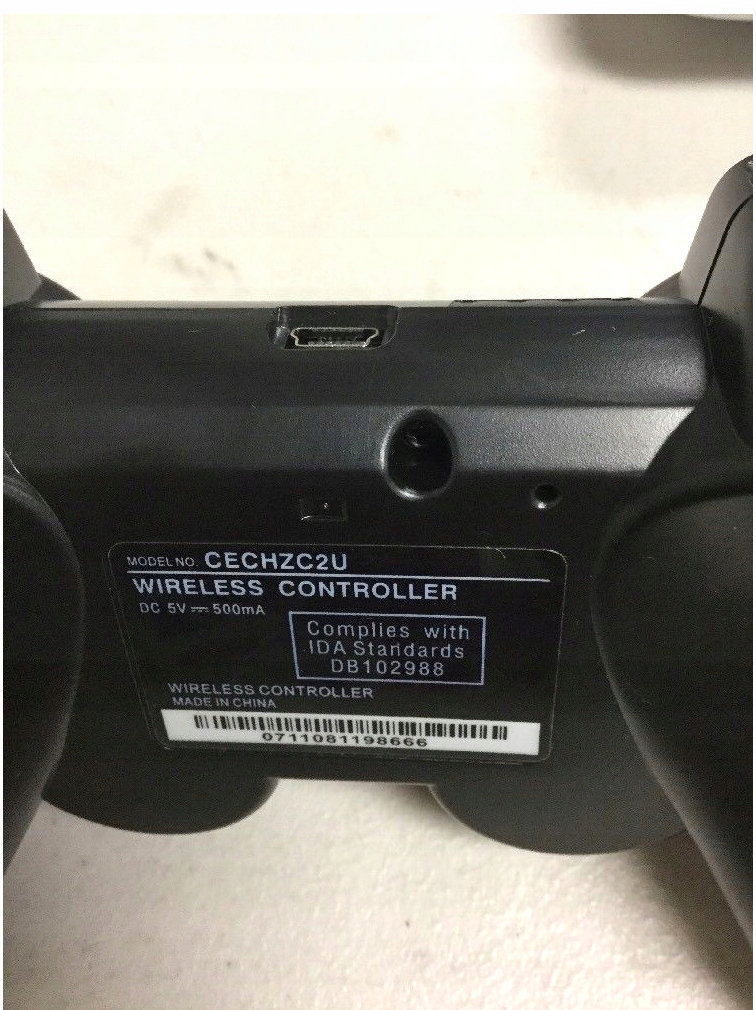 MODEL NO. CECHZC2U
WIRELESS CONTROLLER
DC 5V ⎓ 500mA
Complies with
IDA Standards
DB102988
WIRELESS CONTROLLER
MADE IN CHINA
0711081198666